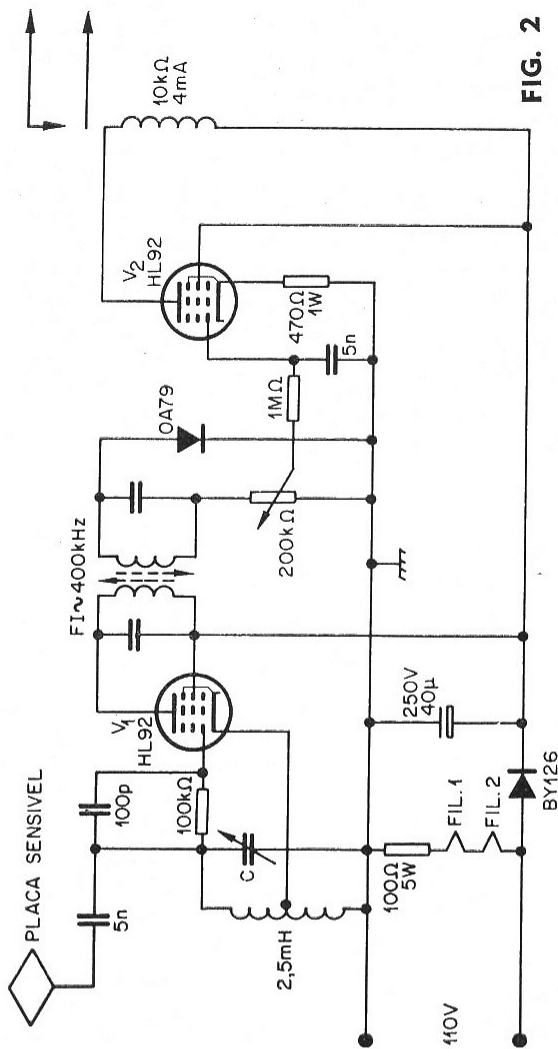 PLACA SENSIVEL
5n
100p
100kΩ
C
2,5mH
V1
HL92
FI~400kHz
OA79
200kΩ
1MΩ
5n
V2
HL92
470Ω
1W
10kΩ
4mA
250V
40µ
100Ω
5W
FIL.1
FIL.2
BY126
110V
FIG. 2